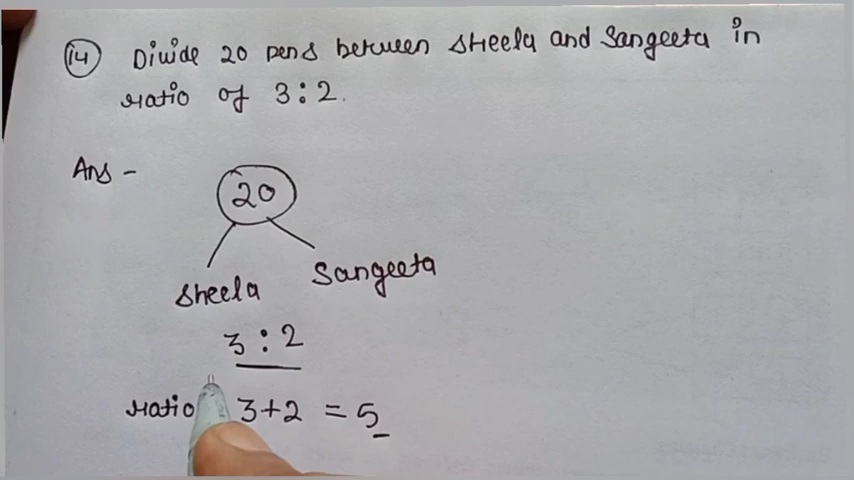 14 Divide 20 pens between Sheela and Sangeeta in
ratio of 3:2.
Ans -
20
Sheela Sangeeta
3:2
ratio 3+2 = 5